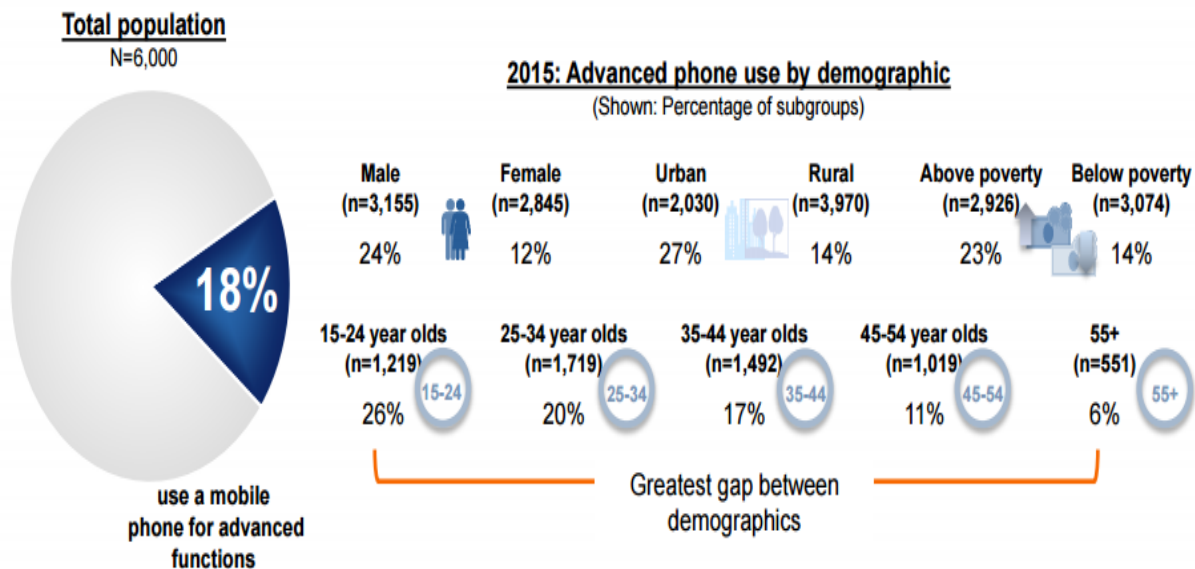 Total population
N=6,000
18%
use a mobile
phone for advanced
functions
2015: Advanced phone use by demographic
(Shown: Percentage of subgroups)
Male
(n=3,155)
24%
Female
(n=2,845)
12%
Urban
(n=2,030)
27%
Rural
(n=3,970)
14%
Above poverty
(n=2,926)
23%
Below poverty
(n=3,074)
14%
15-24 year olds
(n=1,219)
26%
15-24
25-34 year olds
(n=1,719)
20%
25-34
35-44 year olds
(n=1,492)
17%
35-44
45-54 year olds
(n=1,019)
11%
45-54
55+
(n=551)
6%
55+
Greatest gap between
demographics